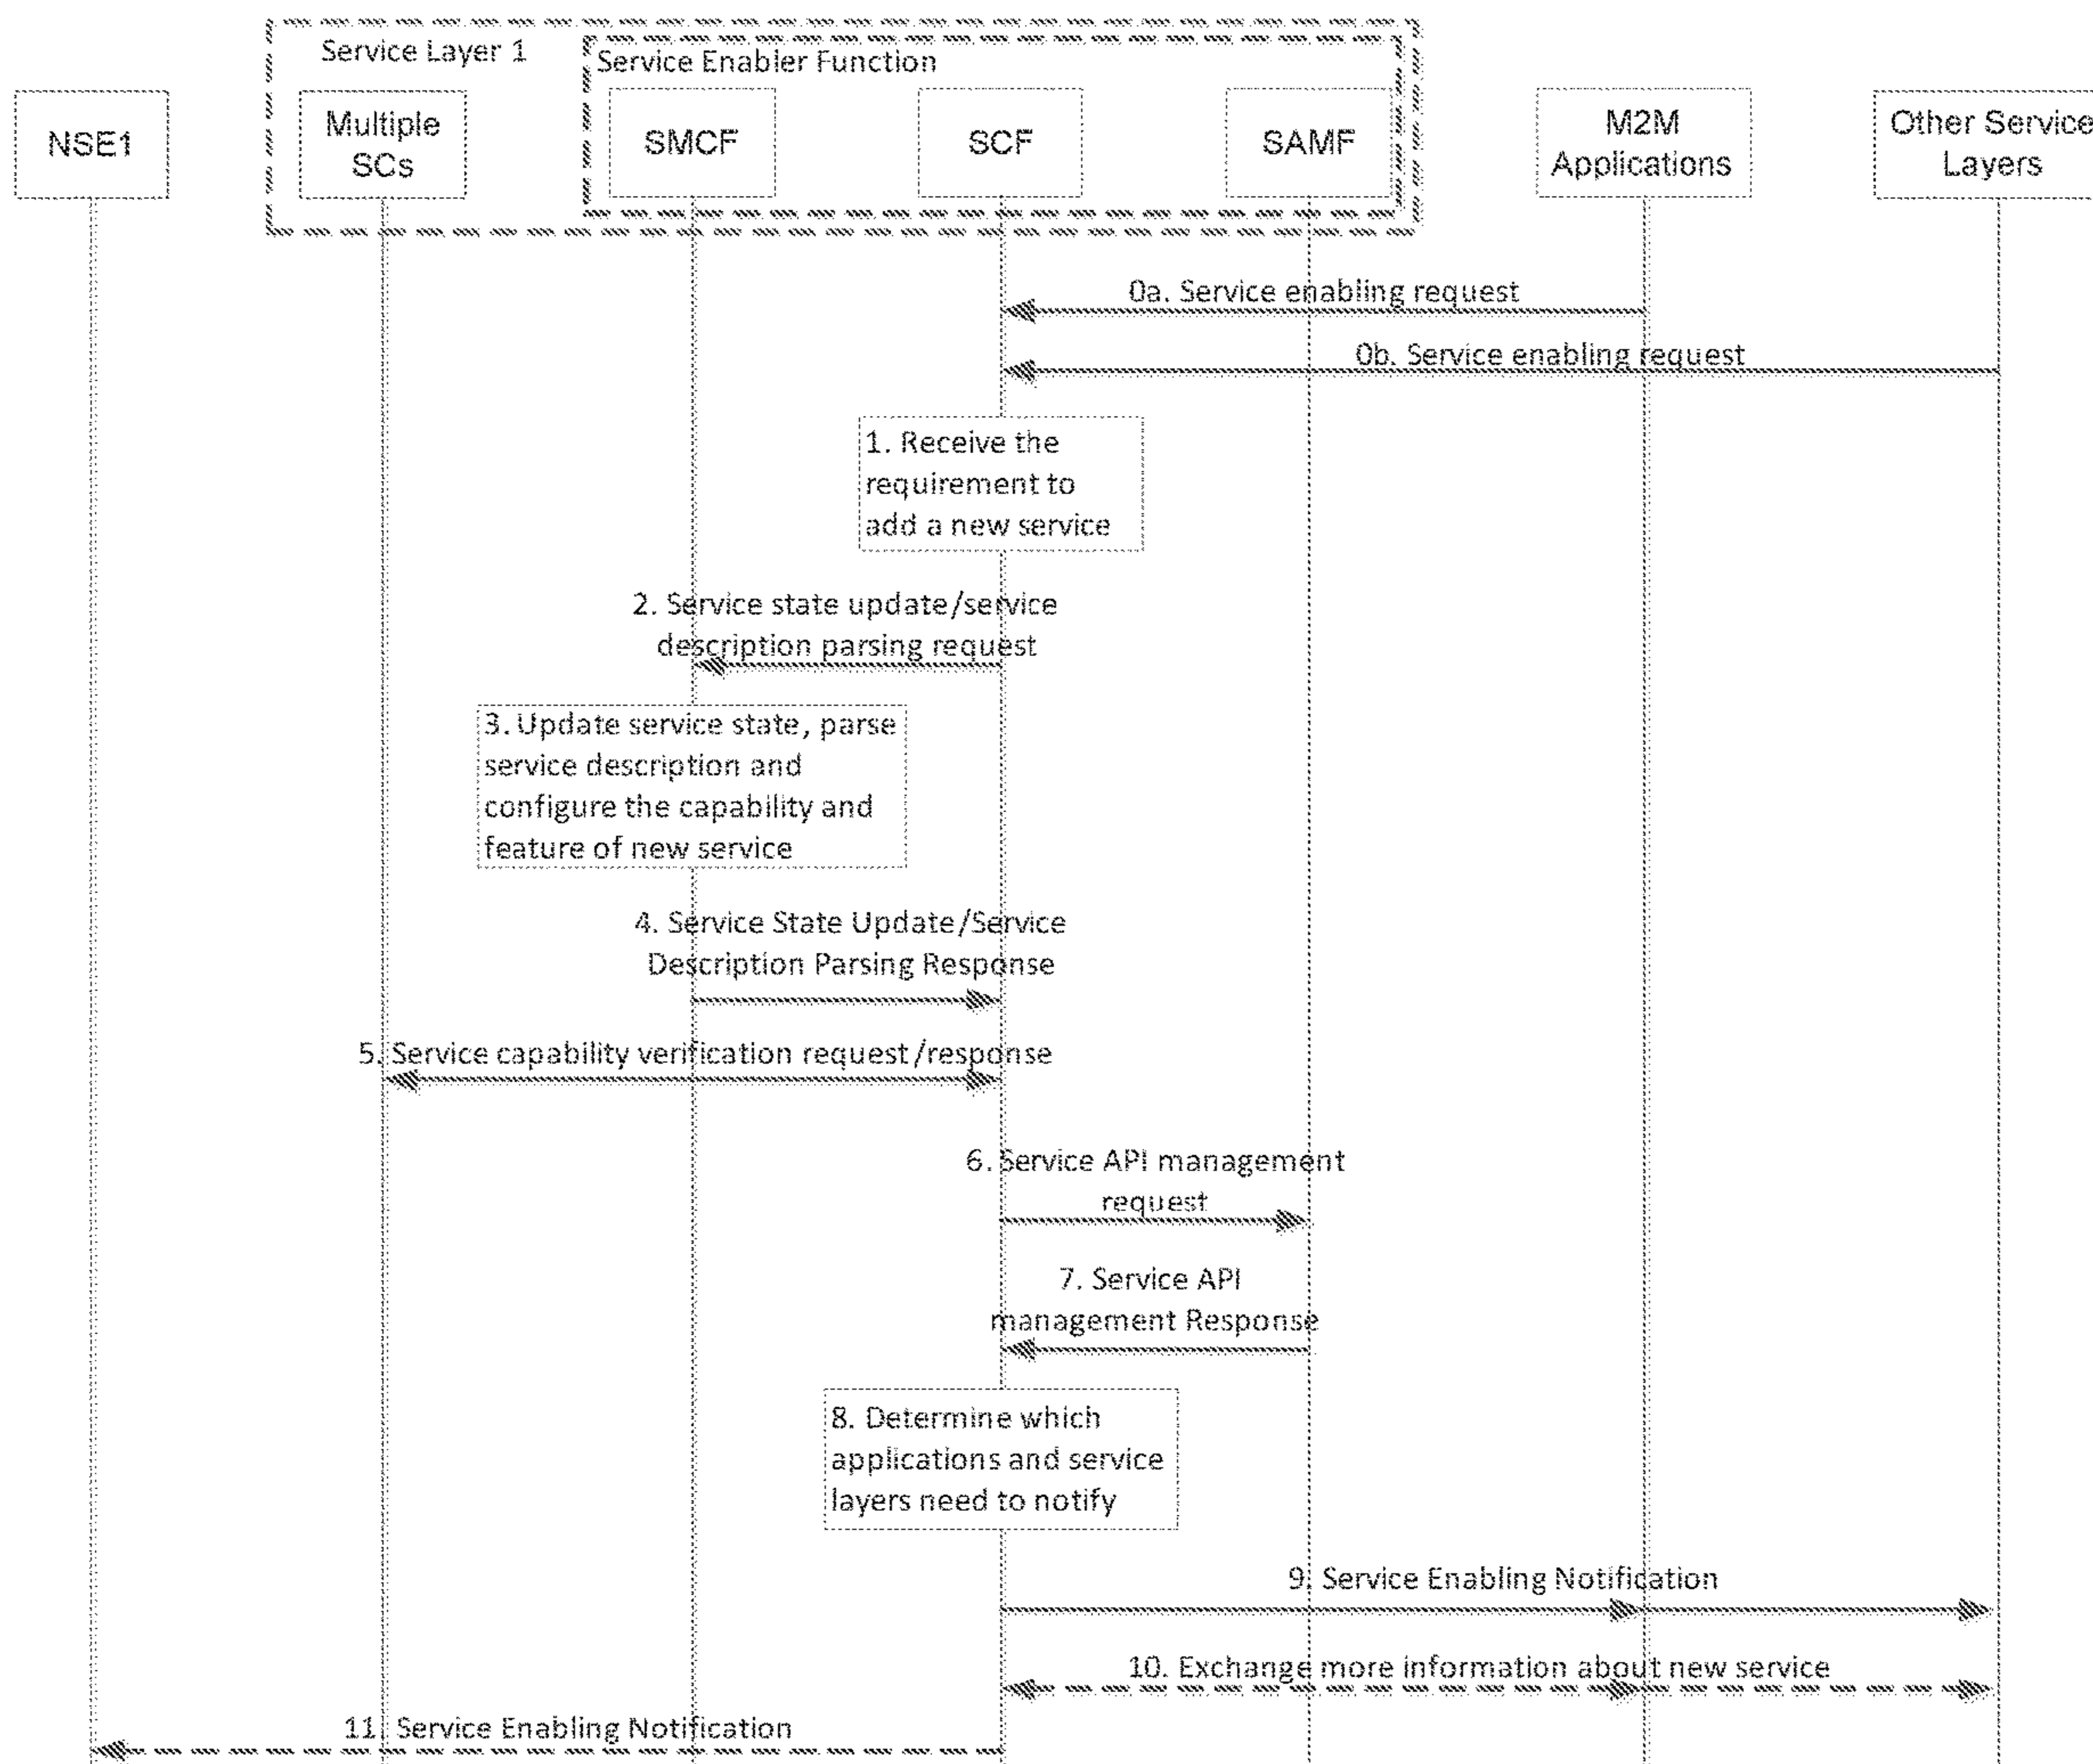 Service Layer 1
Service Enabler Function
NSE1
Multiple
SCs
SMCF
SCF
SAMF
M2M
Applications
Other Service
Layers
0a. Service enabling request
0b. Service enabling request
1. Receive the
requirement to
add a new service
2. Service state update/service
description parsing request
3. Update service state, parse
service description and
configure the capability and
feature of new service
4. Service State Update/Service
Description Parsing Response
5. Service capability verification request/response
6. Service API management
request
7. Service API
management Response
8. Determine which
applications and service
layers need to notify
9. Service Enabling Notification
10. Exchange more information about new service
11. Service Enabling Notification